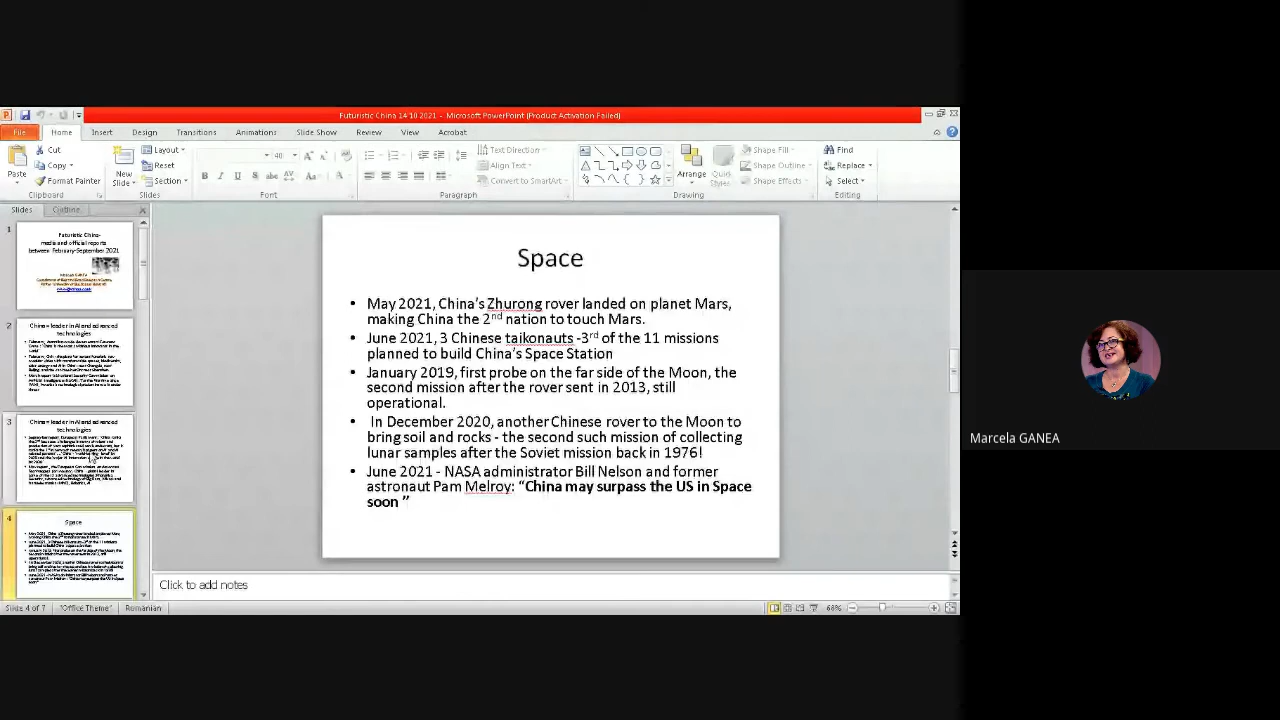 Futuristic China 14 10 2021 - Microsoft PowerPoint (Product Activation Failed)
File Home Insert Design Transitions Animations Slide Show Review View Acrobat
Cut
Copy
Format Painter
Paste
Clipboard
New
Slide
Layout
Reset
Section
Slides
40
B I U S abc AV Aa A
Font
Text Direction
Align Text
Convert to SmartArt
Paragraph
Arrange
Quick
Styles
Shape Fill
Shape Outline
Shape Effects
Drawing
Find
Replace
Select
Editing
Slides Outline
1
Futuristic China-
media and official reports
between February-September 2021
2
China = leader in AI and advanced
technologies
3
China = leader in AI and advanced
technologies
4
Space
Space
• May 2021, China's Zhurong rover landed on planet Mars,
making China the 2nd nation to touch Mars.
• June 2021, 3 Chinese taikonauts -3rd of the 11 missions
planned to build China's Space Station
• January 2019, first probe on the far side of the Moon, the
second mission after the rover sent in 2013, still
operational.
• In December 2020, another Chinese rover to the Moon to
bring soil and rocks - the second such mission of collecting
lunar samples after the Soviet mission back in 1976!
• June 2021 - NASA administrator Bill Nelson and former
astronaut Pam Melroy: “China may surpass the US in Space
soon ”
Click to add notes
Slide 4 of 7 "Office Theme" Romanian 68%
Marcela GANEA